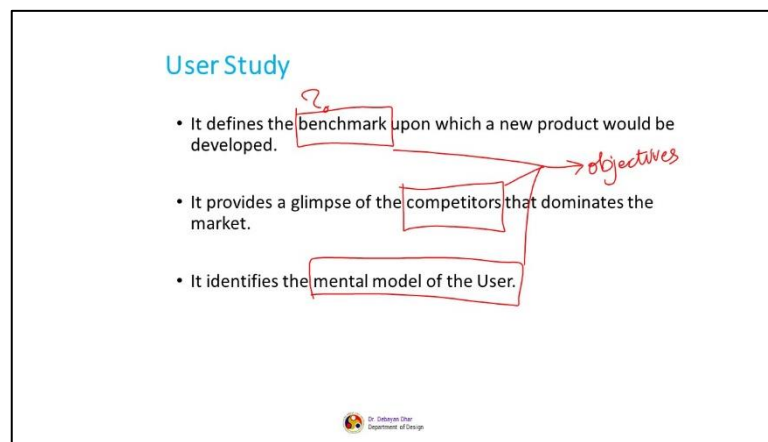 User Study
?
• It defines the benchmark upon which a new product would be
developed.
→ objectives
• It provides a glimpse of the competitors that dominates the
market.
• It identifies the mental model of the User.
Dr. Debayan Dhar
Department of Design